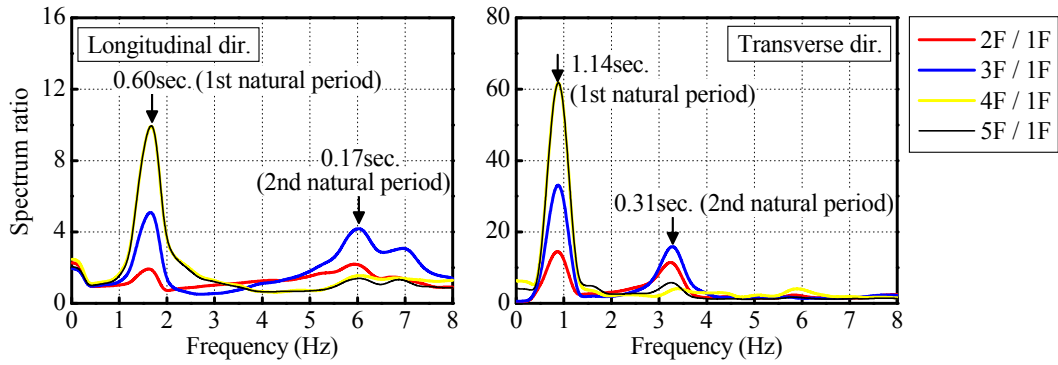 Longitudinal dir.
0.60sec. (1st natural period)
0.17sec.
(2nd natural period)
Spectrum ratio
16
12
8
4
0
0 1 2 3 4 5 6 7 8
Frequency (Hz)
Transverse dir.
1.14sec.
(1st natural period)
0.31sec. (2nd natural period)
80
60
40
20
0
0 1 2 3 4 5 6 7 8
Frequency (Hz)
2F / 1F
3F / 1F
4F / 1F
5F / 1F